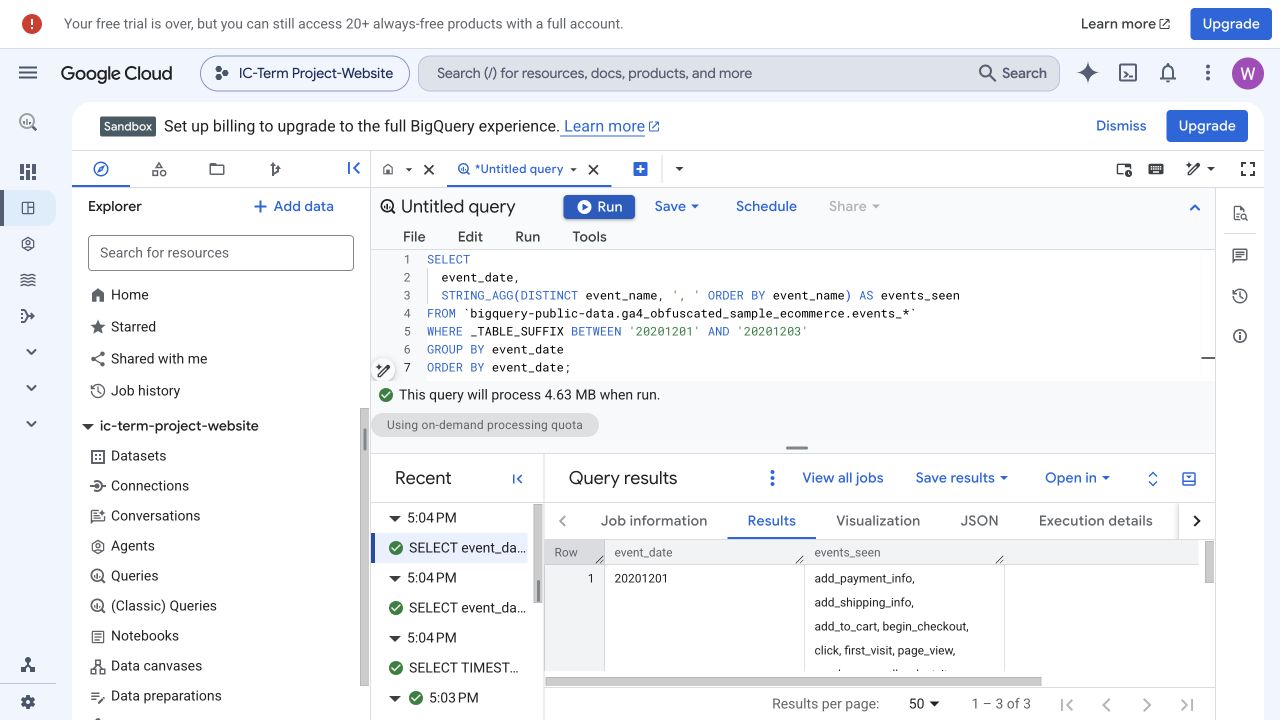 Your free trial is over, but you can still access 20+ always-free products with a full account.
Learn more
Upgrade
Google Cloud
IC-Term Project-Website
Search (/) for resources, docs, products, and more
Search
W
Sandbox
Set up billing to upgrade to the full BigQuery experience. Learn more
Dismiss
Upgrade
*Untitled query
Explorer
Add data
Search for resources
Home
Starred
Shared with me
Job history
ic-term-project-website
Datasets
Connections
Conversations
Agents
Queries
(Classic) Queries
Notebooks
Data canvases
Data preparations
Untitled query
Run
Save
Schedule
Share
File
Edit
Run
Tools
1 SELECT
2 event_date,
3 STRING_AGG(DISTINCT event_name, ', ' ORDER BY event_name) AS events_seen
4 FROM `bigquery-public-data.ga4_obfuscated_sample_ecommerce.events_*`
5 WHERE _TABLE_SUFFIX BETWEEN '20201201' AND '20201203'
6 GROUP BY event_date
7 ORDER BY event_date;
This query will process 4.63 MB when run.
Using on-demand processing quota
Recent
5:04 PM
SELECT event_da...
5:04 PM
SELECT event_da...
5:04 PM
SELECT TIMEST...
5:03 PM
Query results
View all jobs
Save results
Open in
Job information
Results
Visualization
JSON
Execution details
Row
event_date
events_seen
1
20201201
add_payment_info,
add_shipping_info,
add_to_cart, begin_checkout,
click, first_visit, page_view,
Results per page:
50
1 – 3 of 3